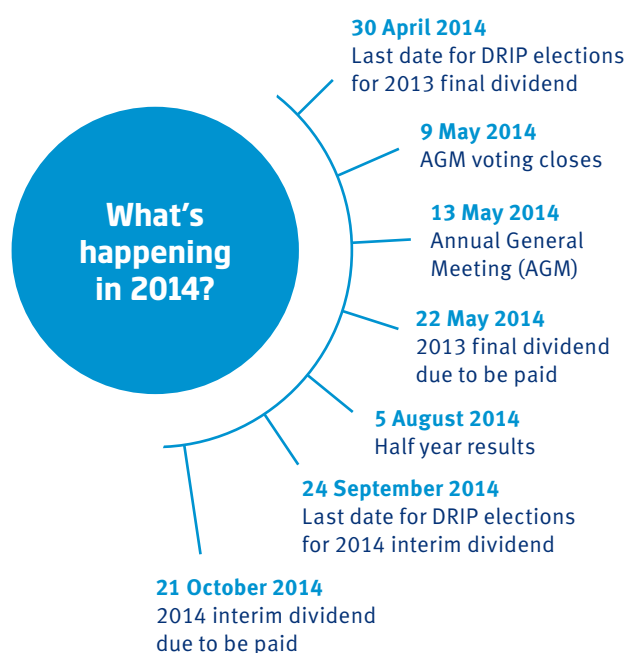 What's
happening
in 2014?
30 April 2014
Last date for DRIP elections
for 2013 final dividend
9 May 2014
AGM voting closes
13 May 2014
Annual General
Meeting (AGM)
22 May 2014
2013 final dividend
due to be paid
5 August 2014
Half year results
24 September 2014
Last date for DRIP elections
for 2014 interim dividend
21 October 2014
2014 interim dividend
due to be paid